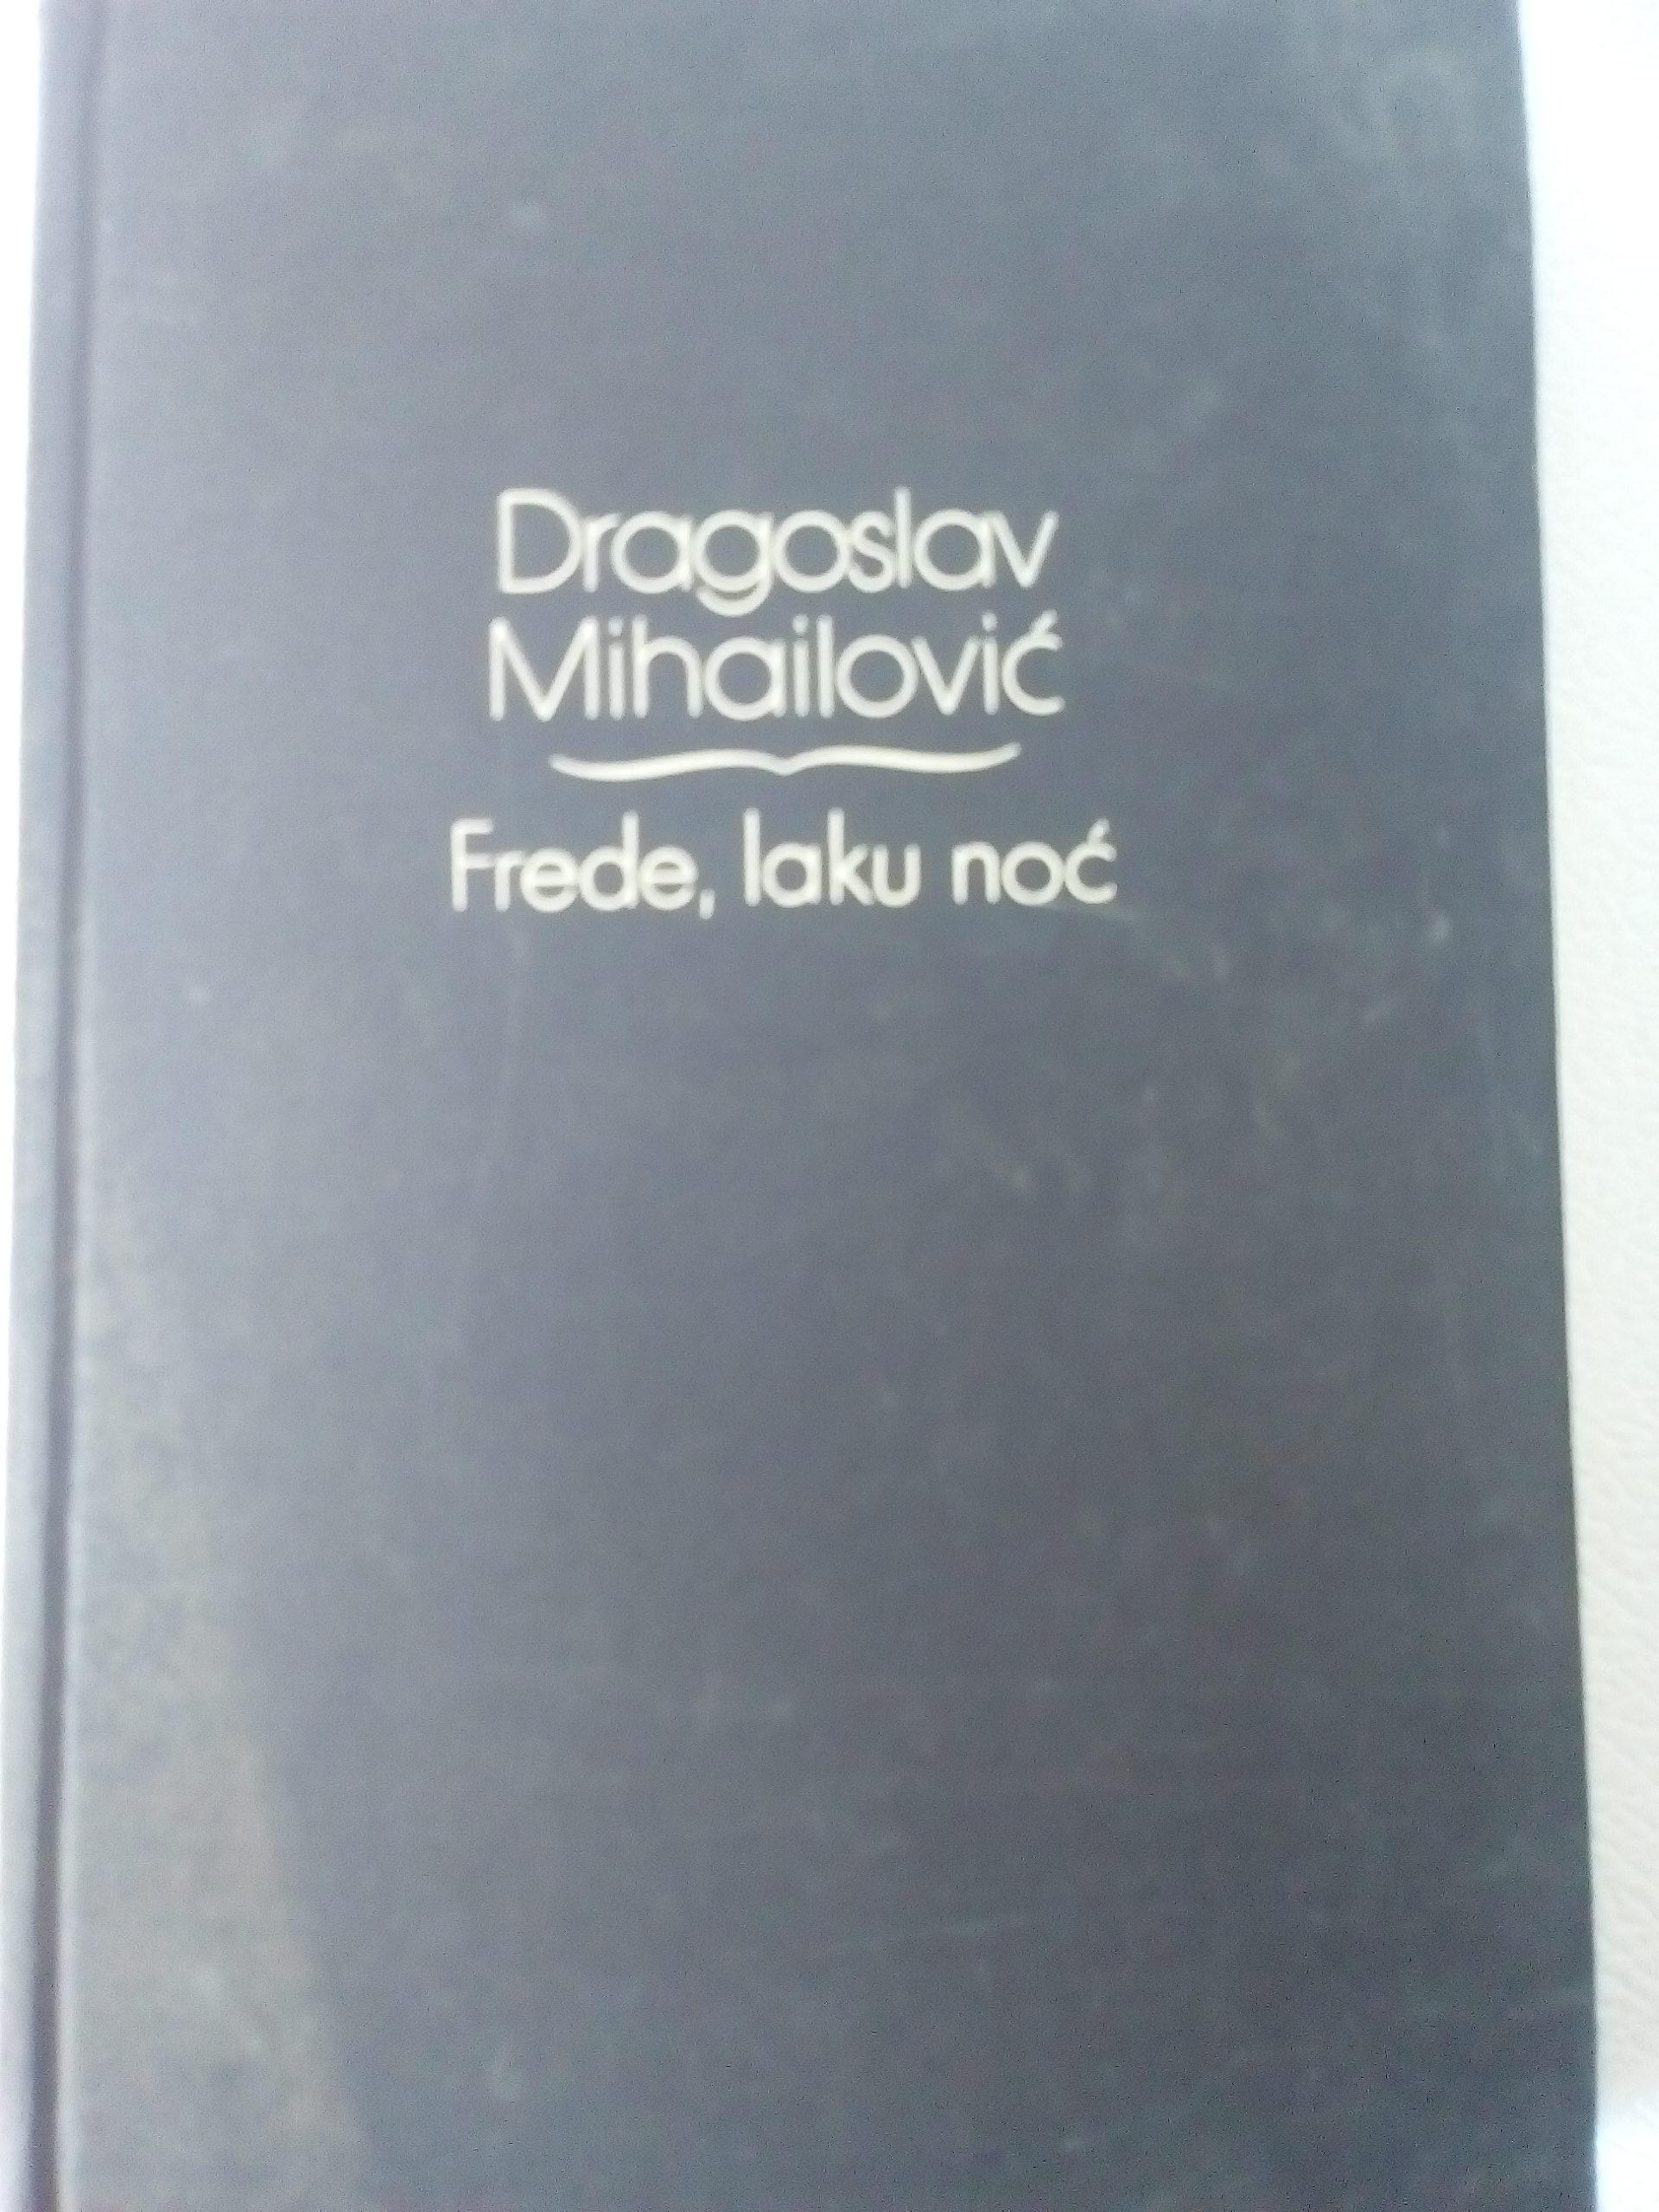 Dragoslav
Mihailović
Frede, laku noć